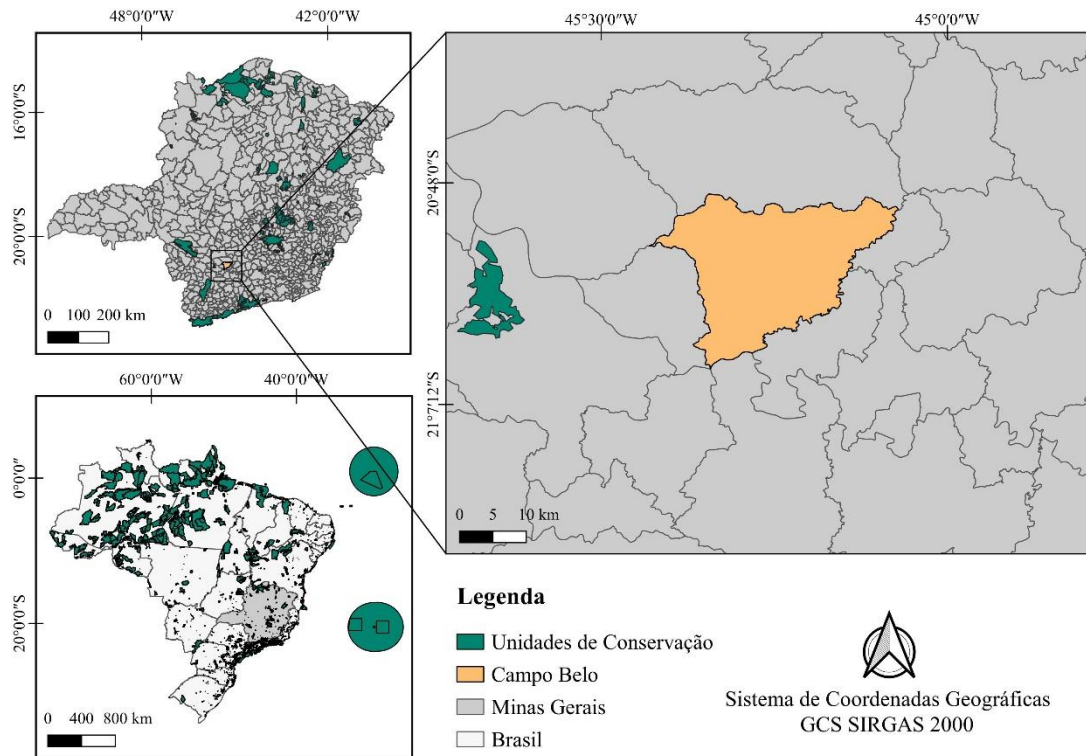 48°0'0"W 42°0'0"W
16°0'0"S
20°0'0"S
0 100 200 km
45°30'0"W 45°0'0"W
20°48'0"S
21°7'12"S
0 5 10 km
60°0'0"W 40°0'0"W
0°0'0"
20°0'0"S
0 400 800 km
Legenda
Unidades de Conservação
Campo Belo
Minas Gerais
Brasil
Sistema de Coordenadas Geográficas
GCS SIRGAS 2000